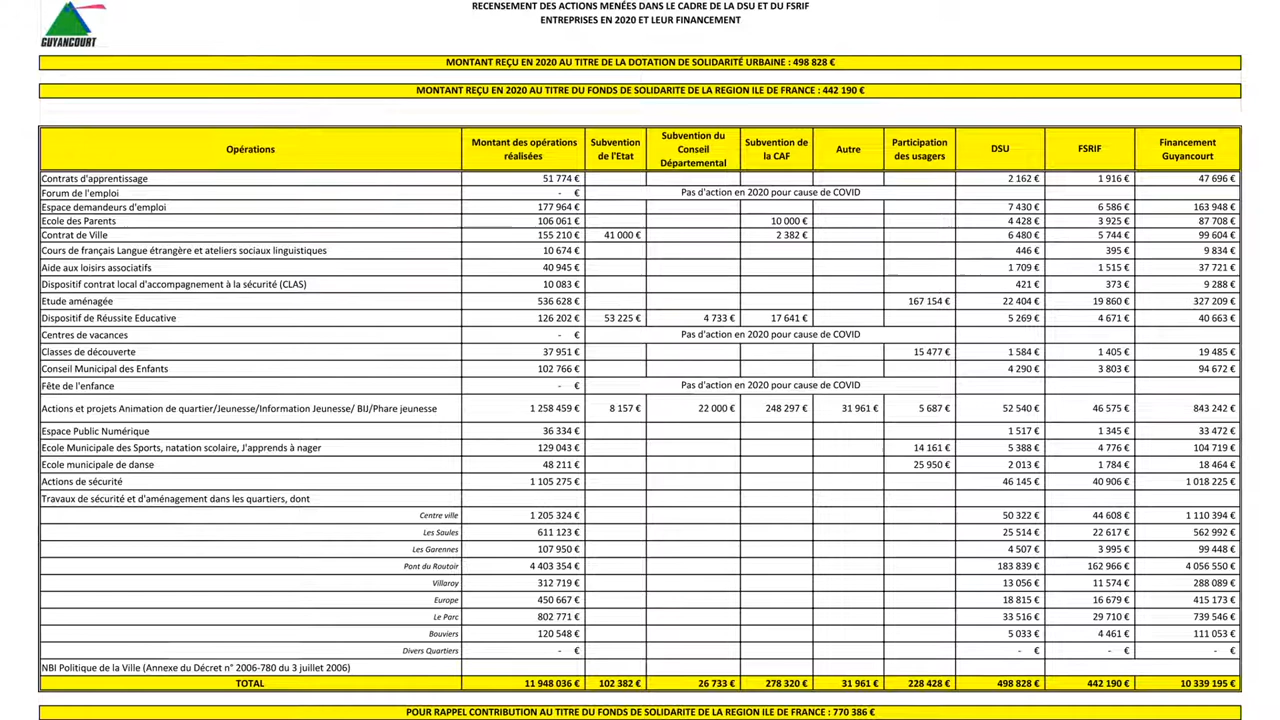 RECENSEMENT DES ACTIONS MENÉES DANS LE CADRE DE LA DSU ET DU FSRIF
ENTREPRISES EN 2020 ET LEUR FINANCEMENT
GUYANCOURT
MONTANT REÇU EN 2020 AU TITRE DE LA DOTATION DE SOLIDARITÉ URBAINE : 498 828 €
MONTANT REÇU EN 2020 AU TITRE DU FONDS DE SOLIDARITE DE LA REGION ILE DE FRANCE : 442 190 €
Opérations Montant des opérations réalisées Subvention de l'Etat Subvention du Conseil Départemental Subvention de la CAF Autre Participation des usagers DSU FSRIF Financement Guyancourt
Contrats d'apprentissage 51 774 € 2 162 € 1 916 € 47 696 €
Forum de l'emploi - € Pas d'action en 2020 pour cause de COVID
Espace demandeurs d'emploi 177 964 € 7 430 € 6 586 € 163 948 €
Ecole des Parents 106 061 € 10 000 € 4 428 € 3 925 € 87 708 €
Contrat de Ville 155 210 € 41 000 € 2 382 € 6 480 € 5 744 € 99 604 €
Cours de français Langue étrangère et ateliers sociaux linguistiques 10 674 € 446 € 395 € 9 834 €
Aide aux loisirs associatifs 40 945 € 1 709 € 1 515 € 37 721 €
Dispositif contrat local d'accompagnement à la sécurité (CLAS) 10 083 € 421 € 373 € 9 288 €
Etude aménagée 536 628 € 167 154 € 22 404 € 19 860 € 327 209 €
Dispositif de Réussite Educative 126 202 € 53 225 € 4 733 € 17 641 € 5 269 € 4 671 € 40 663 €
Centres de vacances - € Pas d'action en 2020 pour cause de COVID
Classes de découverte 37 951 € 15 477 € 1 584 € 1 405 € 19 485 €
Conseil Municipal des Enfants 102 766 € 4 290 € 3 803 € 94 672 €
Fête de l'enfance - € Pas d'action en 2020 pour cause de COVID
Actions et projets Animation de quartier/Jeunesse/Information Jeunesse/ BIJ/Phare jeunesse 1 258 459 € 8 157 € 22 000 € 248 297 € 31 961 € 5 687 € 52 540 € 46 575 € 843 242 €
Espace Public Numérique 36 334 € 1 517 € 1 345 € 33 472 €
Ecole Municipale des Sports, natation scolaire, J'apprends à nager 129 043 € 14 161 € 5 388 € 4 776 € 104 719 €
Ecole municipale de danse 48 211 € 25 950 € 2 013 € 1 784 € 18 464 €
Actions de sécurité 1 105 275 € 46 145 € 40 906 € 1 018 225 €
Travaux de sécurité et d'aménagement dans les quartiers, dont
Centre ville 1 205 324 € 50 322 € 44 608 € 1 110 394 €
Les Saules 611 123 € 25 514 € 22 617 € 562 992 €
Les Garennes 107 950 € 4 507 € 3 995 € 99 448 €
Pont du Routoir 4 403 354 € 183 839 € 162 966 € 4 056 550 €
Villaroy 312 719 € 13 056 € 11 574 € 288 089 €
Europe 450 667 € 18 815 € 16 679 € 415 173 €
Le Parc 802 771 € 33 516 € 29 710 € 739 546 €
Bouviers 120 548 € 5 033 € 4 461 € 111 053 €
Divers Quartiers - € - € - € - €
NBI Politique de la Ville (Annexe du Décret n° 2006-780 du 3 juillet 2006)
TOTAL 11 948 036 € 102 382 € 26 733 € 278 320 € 31 961 € 228 428 € 498 828 € 442 190 € 10 339 195 €
POUR RAPPEL CONTRIBUTION AU TITRE DU FONDS DE SOLIDARITE DE LA REGION ILE DE FRANCE : 770 386 €